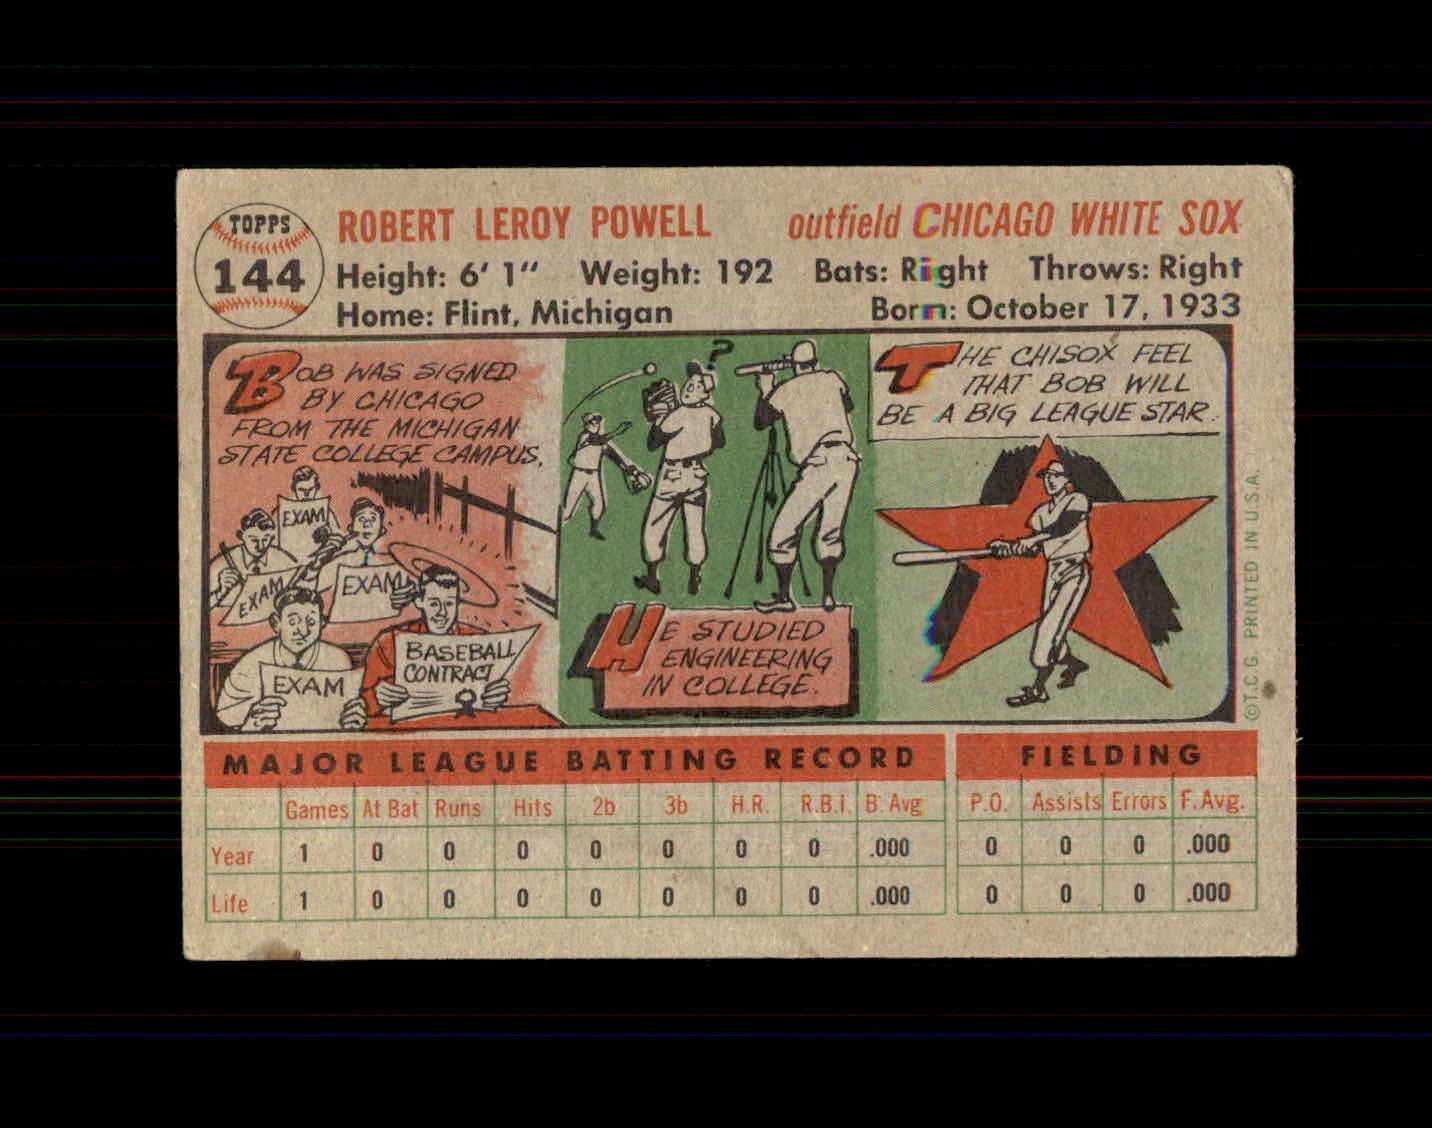 TOPPS
144
ROBERT LEROY POWELL outfield CHICAGO WHITE SOX
Height: 6' 1" Weight: 192 Bats: Right Throws: Right
Home: Flint, Michigan Born: October 17, 1933
BOB WAS SIGNED
BY CHICAGO
FROM THE MICHIGAN
STATE COLLEGE CAMPUS.
EXAM
EXAM
EXAM
EXAM
BASEBALL
CONTRACT
?
HE STUDIED
ENGINEERING
IN COLLEGE.
THE CHISOX FEEL
THAT BOB WILL
BE A BIG LEAGUE STAR.
©T.C.G. PRINTED IN U.S.A.
MAJOR LEAGUE BATTING RECORD FIELDING
Games At Bat Runs Hits 2b 3b H.R. R.B.I. B. Avg. P.O. Assists Errors F. Avg.
Year 1 0 0 0 0 0 0 0 .000 0 0 0 .000
Life 1 0 0 0 0 0 0 0 .000 0 0 0 .000